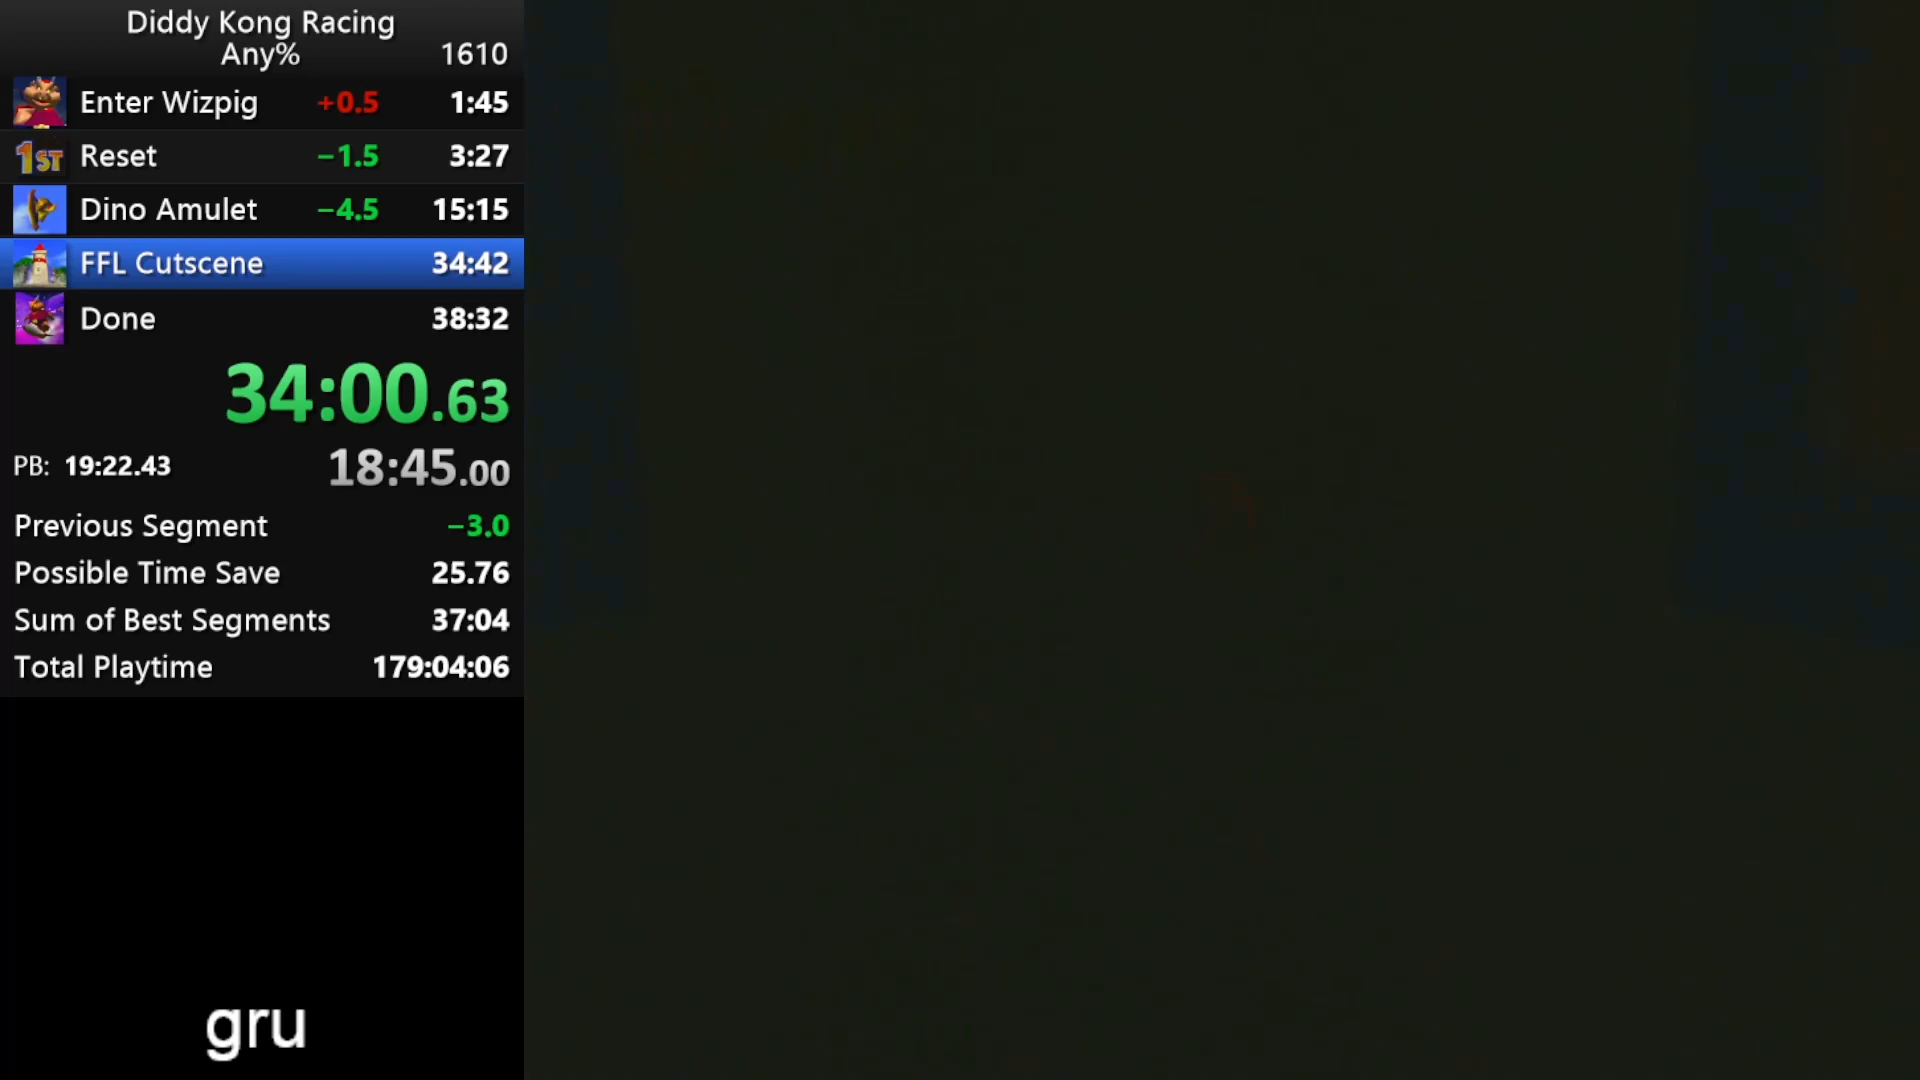 Diddy Kong Racing
Any% 1610
Enter Wizpig +0.5 1:45
1ST Reset −1.5 3:27
Dino Amulet −4.5 15:15
FFL Cutscene 34:42
Done 38:32
34:00.63
PB: 19:22.43 18:45.00
Previous Segment −3.0
Possible Time Save 25.76
Sum of Best Segments 37:04
Total Playtime 179:04:06
gru